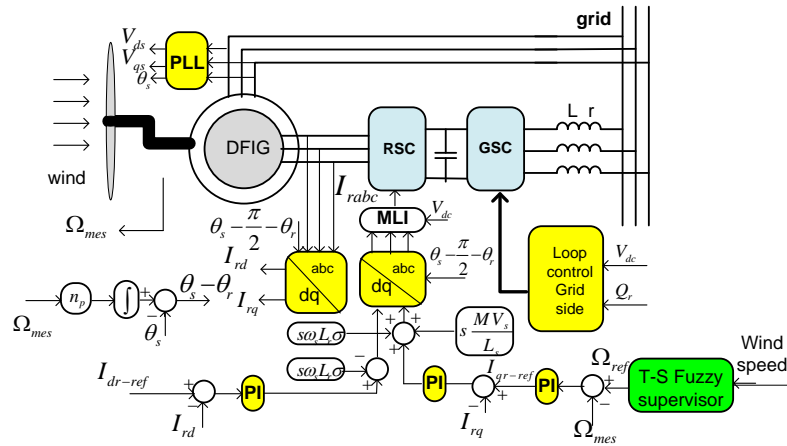 grid
V_ds
V_qs
θ_s
PLL
DFIG
RSC
GSC
L r
wind
Ω_mes
I_rabc
MLI
V_dc
θ_s − π/2 − θ_r
I_rd
I_rq
abc
dq
abc
dq
θ_s − π/2 − θ_r
Loop
control
Grid
side
V_dc
Q_r
Ω_mes
n_p
∫
+
−
θ_s
θ_s − θ_r
sω_s L_r σ
sω_s L_r σ
−
+
+
+
+
s MV_s / L_s
I_dr−ref
+
−
I_rd
PI
PI
I_qr−ref
+
−
I_rq
PI
Ω_ref
+
−
Ω_mes
T-S Fuzzy
supervisor
Wind
speed